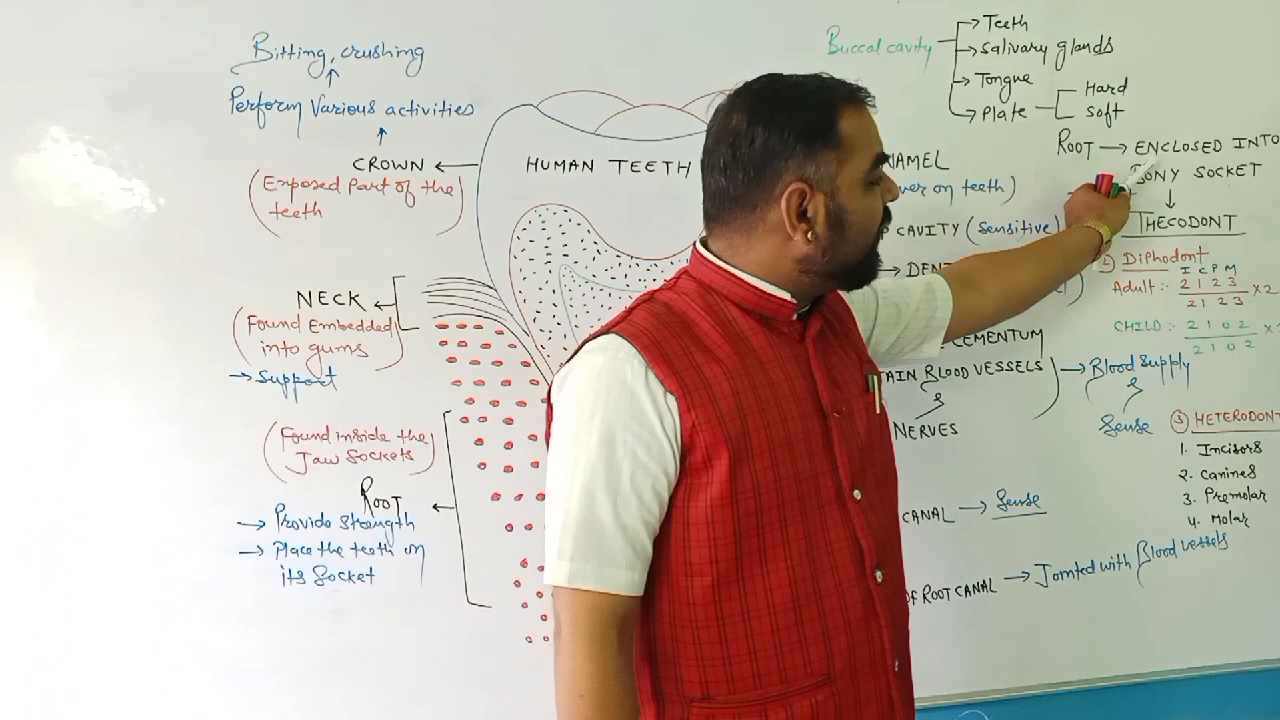 Bitting, crushing
Perform Various activities
CROWN
(Exposed Part of the
teeth)
NECK
(Found Embedded
into gums)
→ Support
(Found inside the
Jaw Sockets)
ROOT
→ Provide Strength
→ Place the teeth on
its Socket
HUMAN TEETH
Buccal cavity
→ Teeth
→ Salivary glands
→ Tongue
→ Plate
Hard
Soft
ROOT → ENCLOSED INTO
BONY SOCKET
↓
THECODONT
CAVITY (Sensitive
Diphodont
I C P M
Adult :- 2 1 2 3 / 2 1 2 3 × 2
CHILD :- 2 1 0 2 / 2 1 0 2 ×
BLOOD VESSELS → Blood Supply
NERVES
Sense
③ HETERODONT
1. Incisors
2. Canines
3. Premolar
4. Molar
CANAL → Sense
OF ROOT CANAL → Jointed with Blood vessels